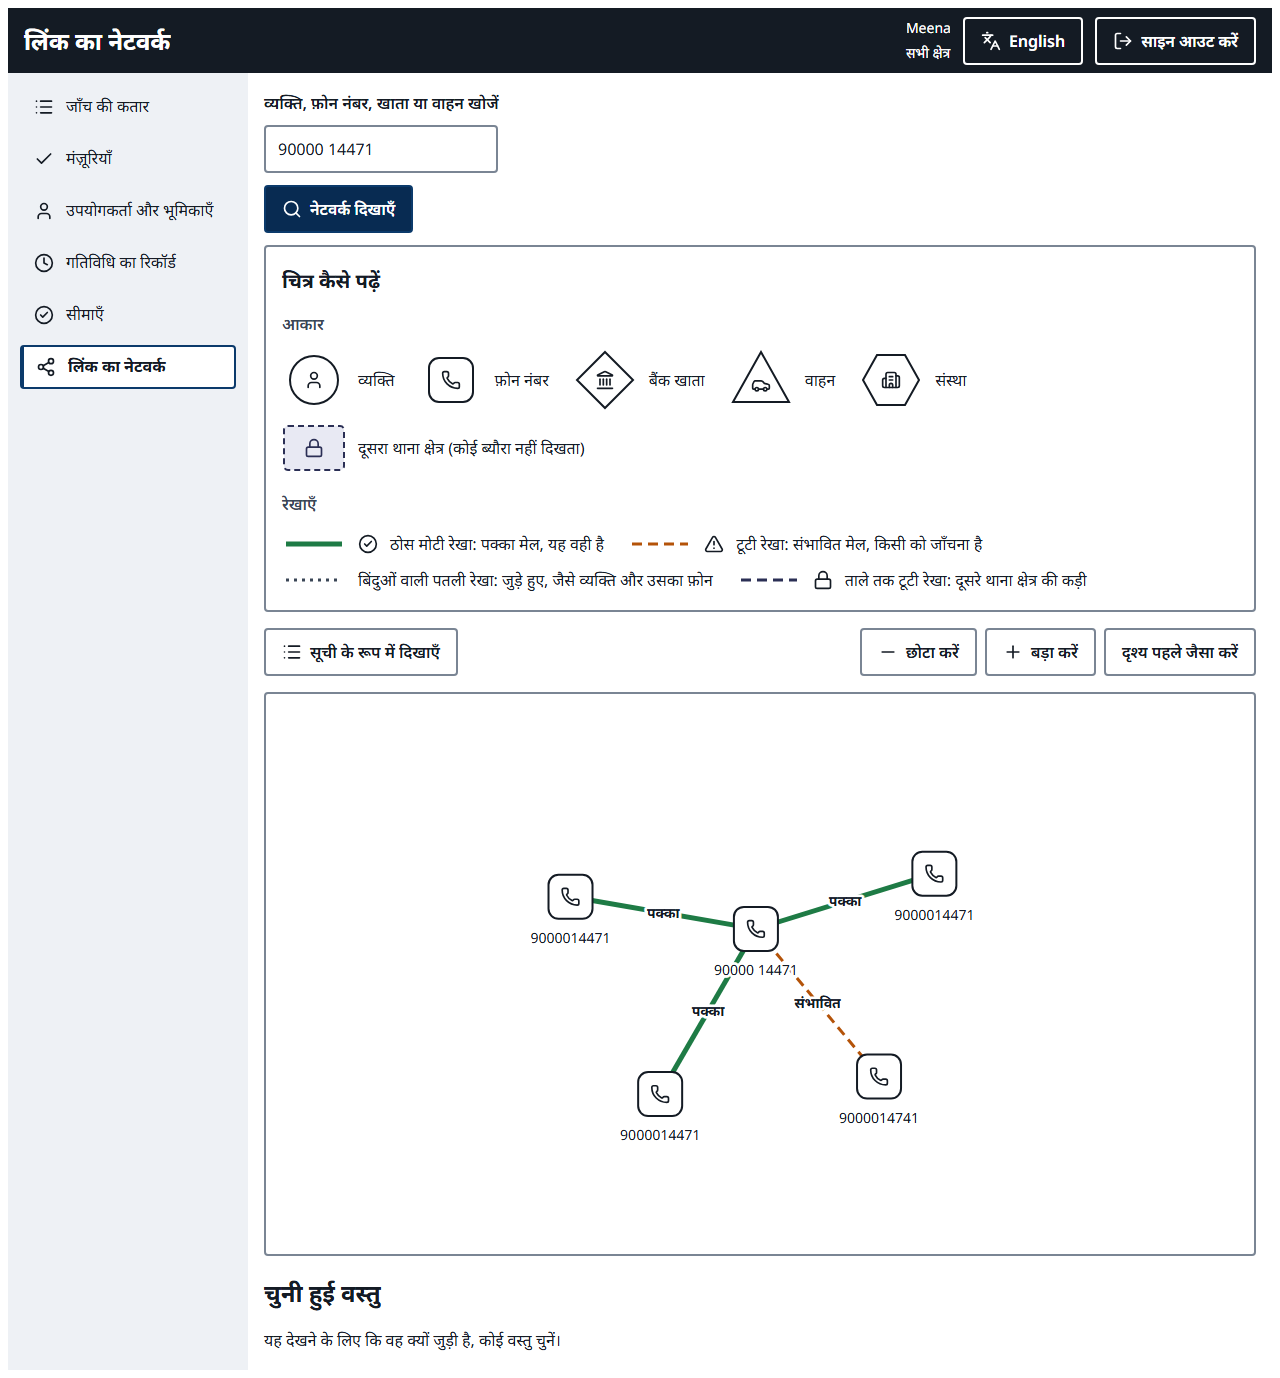 लिंक का नेटवर्क
Meena
सभी क्षेत्र
English
साइन आउट करें
जाँच की कतार
मंज़ूरियाँ
उपयोगकर्ता और भूमिकाएँ
गतिविधि का रिकॉर्ड
सीमाएँ
लिंक का नेटवर्क
व्यक्ति, फ़ोन नंबर, खाता या वाहन खोजें
90000 14471
नेटवर्क दिखाएँ
चित्र कैसे पढ़ें
आकार
व्यक्ति
फ़ोन नंबर
बैंक खाता
वाहन
संस्था
दूसरा थाना क्षेत्र (कोई ब्यौरा नहीं दिखता)
रेखाएँ
ठोस मोटी रेखा: पक्का मेल, यह वही है
टूटी रेखा: संभावित मेल, किसी को जाँचना है
बिंदुओं वाली पतली रेखा: जुड़े हुए, जैसे व्यक्ति और उसका फ़ोन
ताले तक टूटी रेखा: दूसरे थाना क्षेत्र की कड़ी
सूची के रूप में दिखाएँ
छोटा करें
बड़ा करें
दृश्य पहले जैसा करें
पक्का
9000014471
पक्का
9000014471
90000 14471
संभावित
पक्का
9000014741
9000014471
चुनी हुई वस्तु
यह देखने के लिए कि वह क्यों जुड़ी है, कोई वस्तु चुनें।